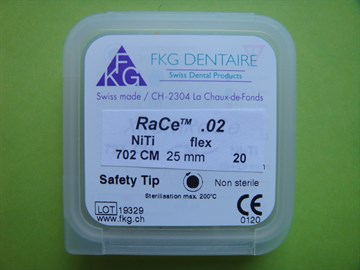 FKG
FKG DENTAIRE
Swiss Dental Products
Swiss made / CH-2304 La Chaux-de-Fonds
RaCe™ .02
NiTi flex
702 CM 25 mm 20
Safety Tip Non sterile
Sterilisation max. 200°C
LOT 19329 CE
www.fkg.ch 0120